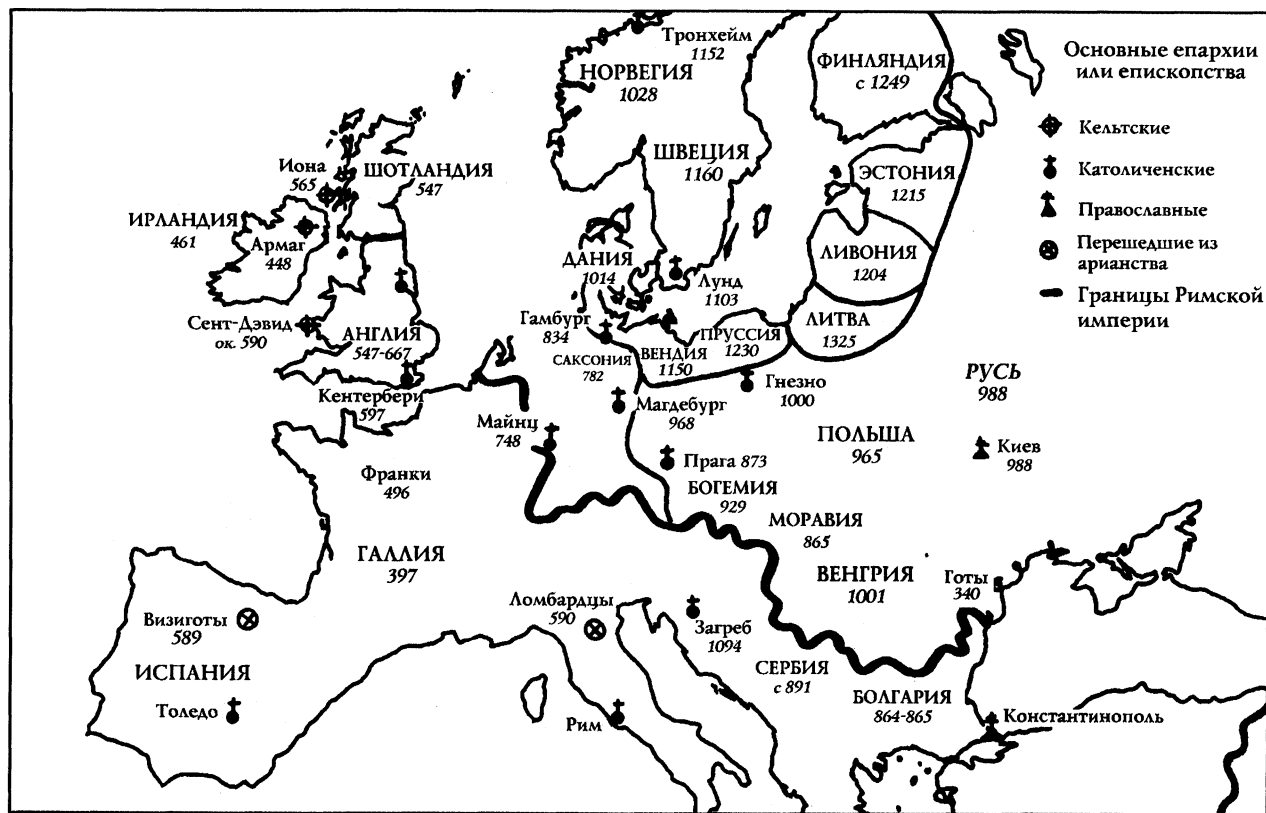 Тронхейм
1152
НОРВЕГИЯ
1028
ФИНЛЯНДИЯ
с 1249
ШВЕЦИЯ
1160
ЭСТОНИЯ
1215
Иона
565
ШОТЛАНДИЯ
547
ИРЛАНДИЯ
461
Армаг
448
ДАНИЯ
1014
Лунд
1103
ЛИВОНИЯ
1204
Сент-Дэвид
ок. 590
АНГЛИЯ
547-667
Гамбург
834
САКСОНИЯ
782
ВЕНДИЯ
1150
ПРУССИЯ
1230
ЛИТВА
1325
Кентербери
597
Магдебург
968
Гнезно
1000
РУСЬ
988
Майнц
748
ПОЛЬША
965
Киев
988
Франки
496
Прага 873
БОГЕМИЯ
929
МОРАВИЯ
865
ГАЛЛИЯ
397
ВЕНГРИЯ
1001
Готы
340
Визиготы
589
Ломбардцы
590
Загреб
1094
ИСПАНИЯ
СЕРБИЯ
с 891
БОЛГАРИЯ
864-865
Толедо
Рим
Константинополь
Основные епархии
или епископства
Кельтские
Католиченские
Православные
Перешедшие из
арианства
Границы Римской
империи